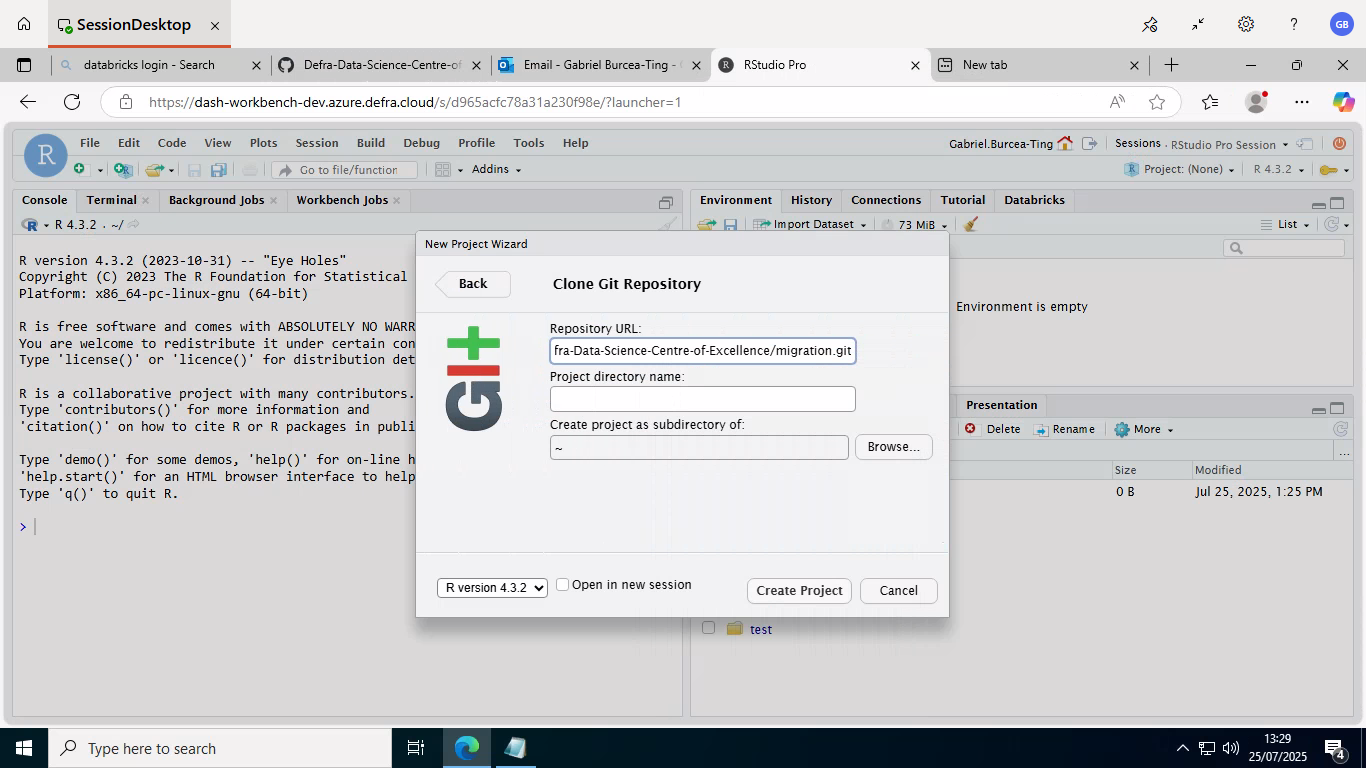 SessionDesktop
?
GB
databricks login - Search
Defra-Data-Science-Centre-of
Email - Gabriel Burcea-Ting -
RStudio Pro
New tab
https://dash-workbench-dev.azure.defra.cloud/s/d965acfc78a31a230f98e/?launcher=1
R
File Edit Code View Plots Session Build Debug Profile Tools Help
Gabriel.Burcea-Ting
Sessions
RStudio Pro Session
Go to file/function
Addins
Project: (None)
R 4.3.2
Console Terminal Background Jobs Workbench Jobs
Environment History Connections Tutorial Databricks
R 4.3.2 . ~/
Import Dataset
73 MiB
List
New Project Wizard
Back
Clone Git Repository
GIt
Repository URL:
fra-Data-Science-Centre-of-Excellence/migration.git
Project directory name:
Create project as subdirectory of:
~
Browse...
R version 4.3.2
Open in new session
Create Project
Cancel
R version 4.3.2 (2023-10-31) -- "Eye Holes"
Copyright (C) 2023 The R Foundation for Statistical
Platform: x86_64-pc-linux-gnu (64-bit)
R is free software and comes with ABSOLUTELY NO WARR
You are welcome to redistribute it under certain con
Type 'license()' or 'licence()' for distribution det
R is a collaborative project with many contributors.
Type 'contributors()' for more information and
'citation()' on how to cite R or R packages in publi
Type 'demo()' for some demos, 'help()' for on-line h
'help.start()' for an HTML browser interface to help
Type 'q()' to quit R.
>
Environment is empty
Presentation
Delete
Rename
More
...
Size
Modified
0 B
Jul 25, 2025, 1:25 PM
test
Type here to search
13:29
25/07/2025
4